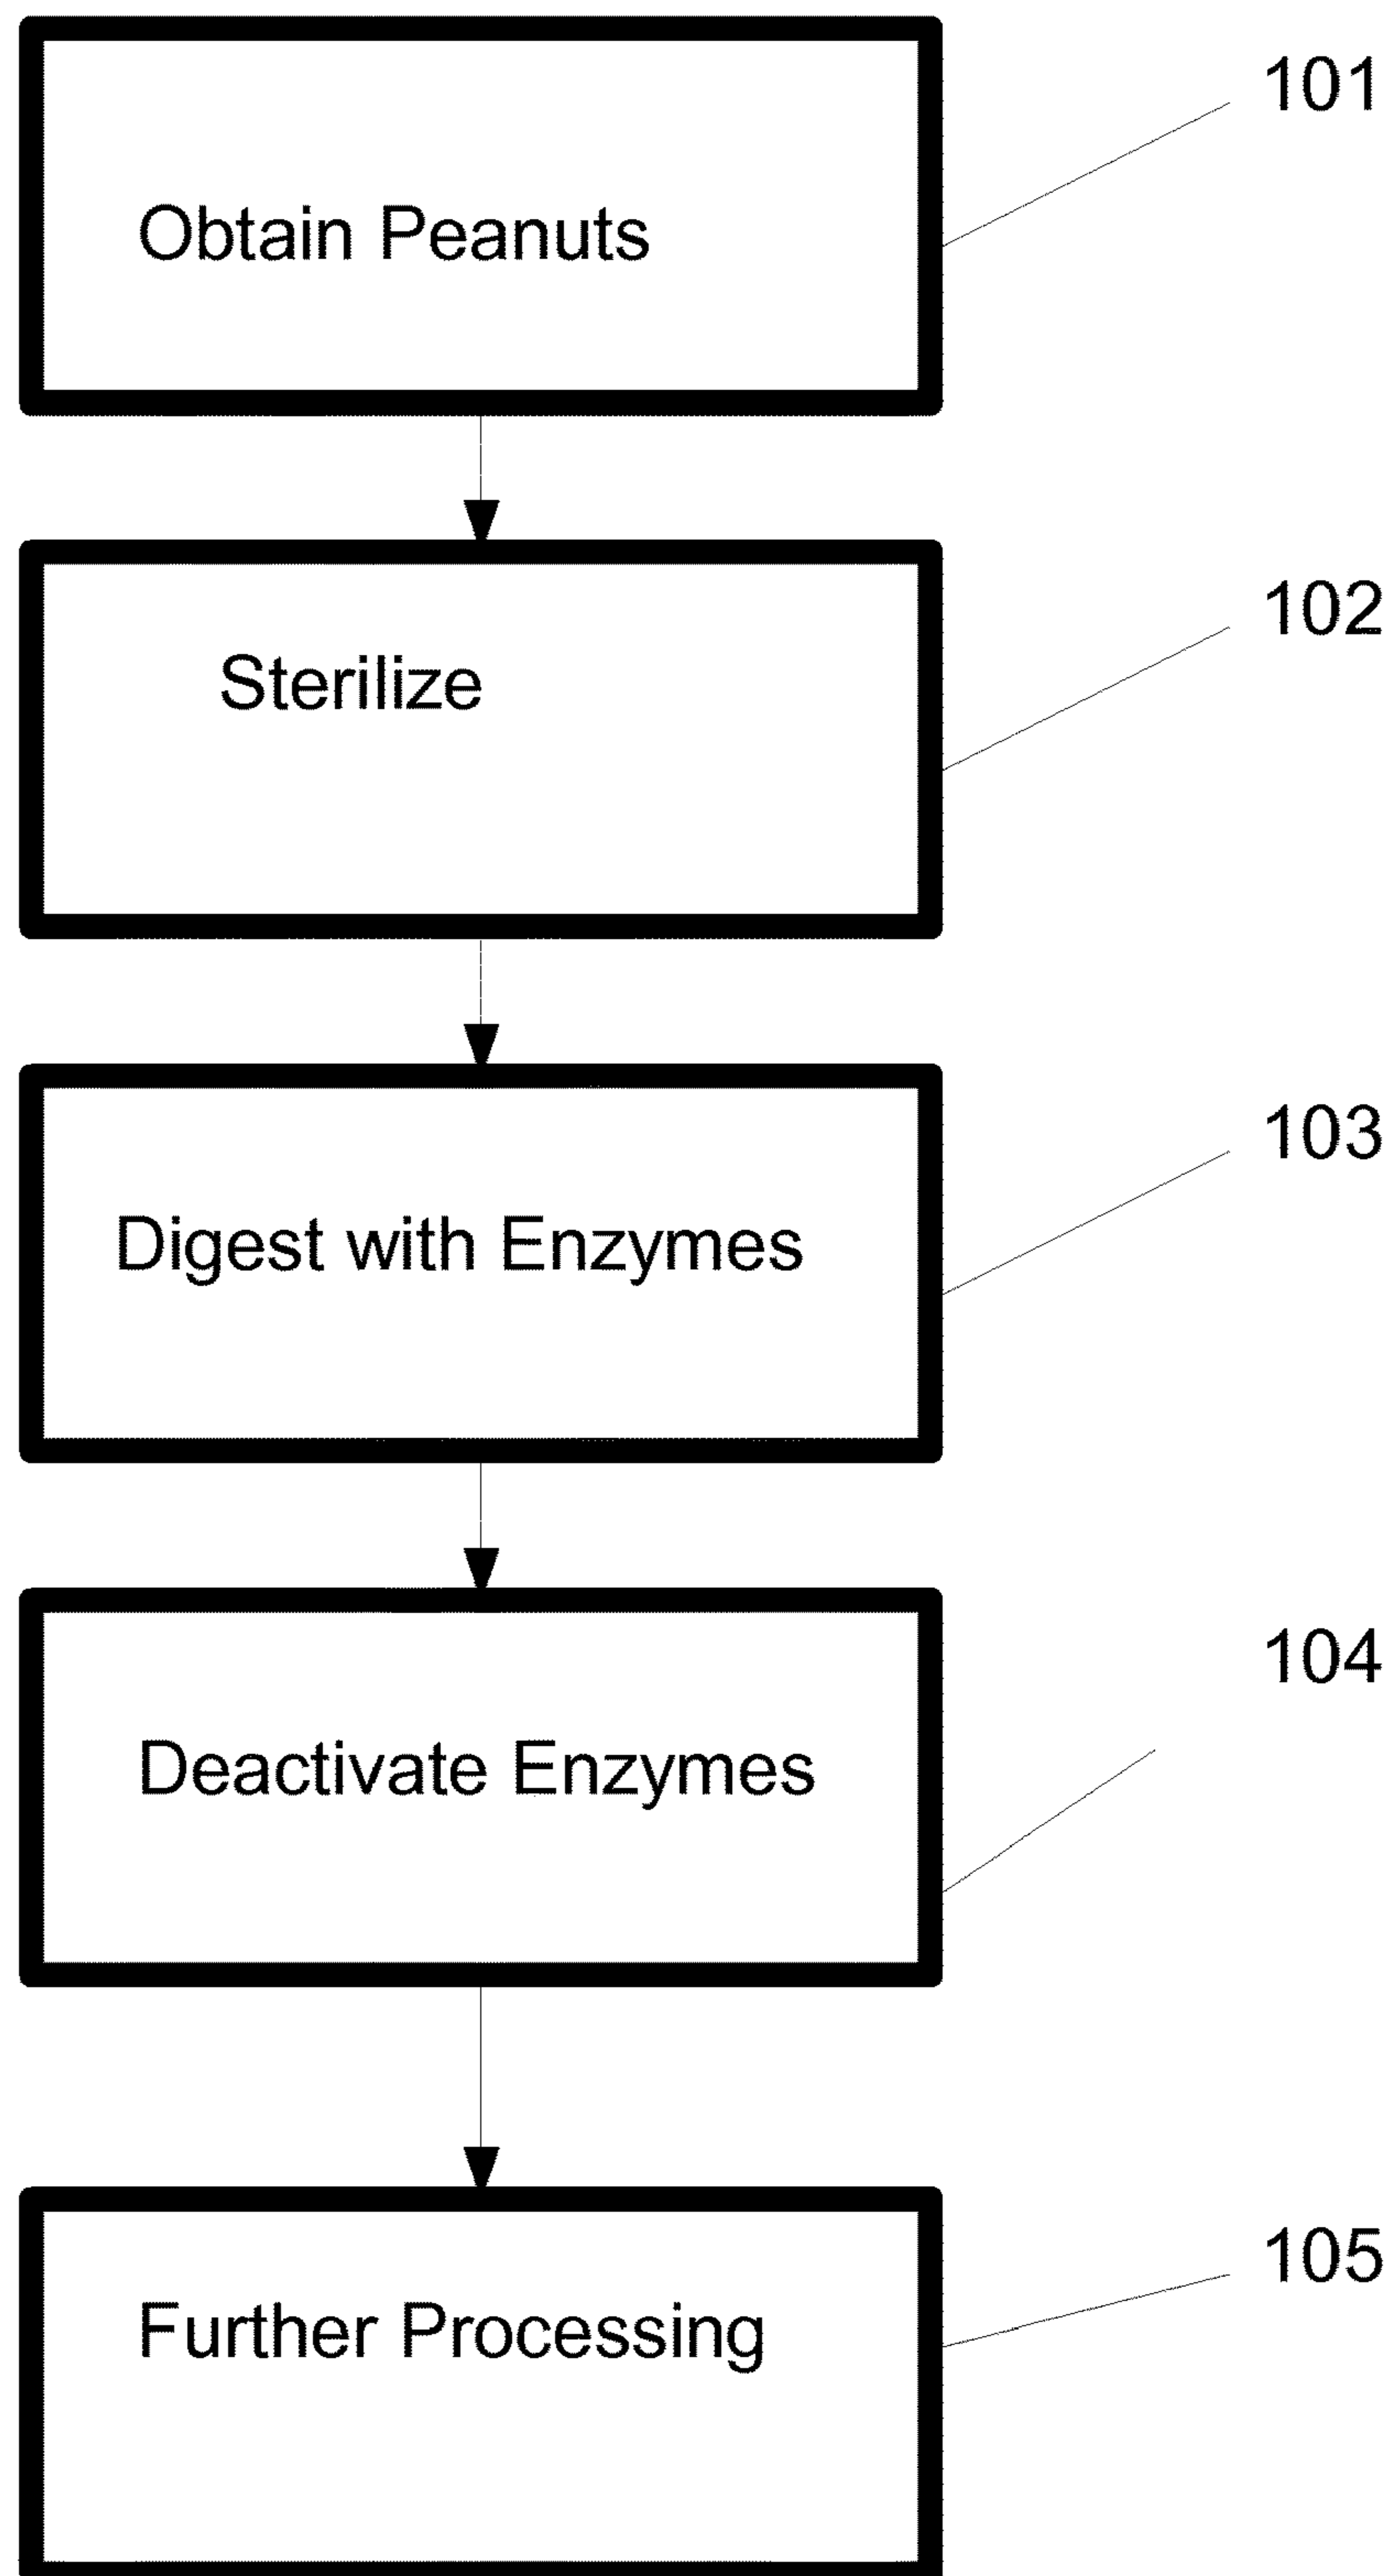 Obtain Peanuts
101
Sterilize
102
Digest with Enzymes
103
Deactivate Enzymes
104
Further Processing
105